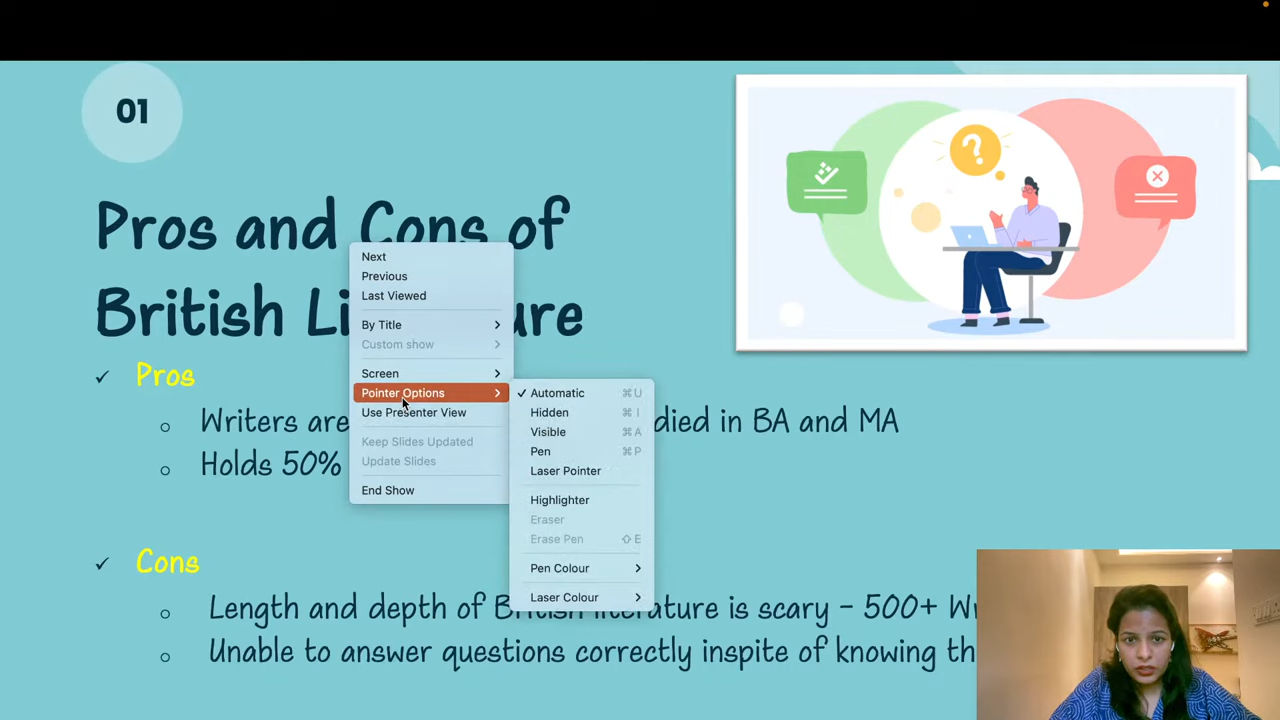 01
Pros and Cons of
British Li ure
Next
Previous
Last Viewed
By Title
Custom show
Screen
Pointer Options
Use Presenter View
Keep Slides Updated
Update Slides
End Show
✓ Automatic ⌘U
Hidden ⌘I
Visible ⌘A
Pen ⌘P
Laser Pointer
Highlighter
Eraser
Erase Pen ⇧E
Pen Colour
Laser Colour
✓ Pros
Writers are died in BA and MA
Holds 50%
✓ Cons
Length and depth of British literature is scary - 500+ W
Unable to answer questions correctly inspite of knowing th